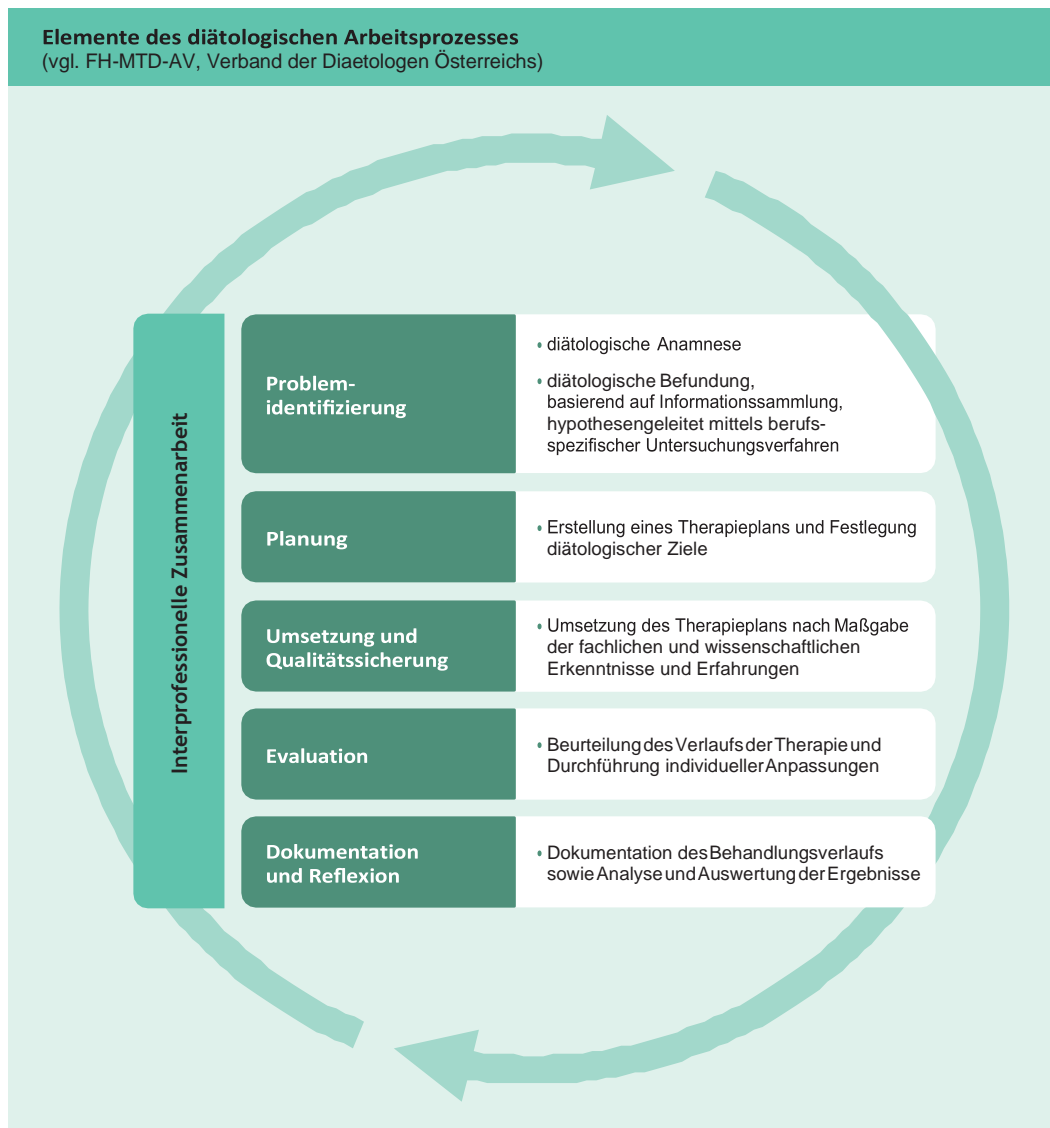 Elemente des diätologischen Arbeitsprozesses
(vgl. FH-MTD-AV, Verband der Diaetologen Österreichs)
Interprofessionelle Zusammenarbeit
Problem-
identifizierung
• diätologische Anamnese
• diätologische Befundung,
basierend auf Informationssammlung,
hypothesengeleitet mittels berufs-
spezifischer Untersuchungsverfahren
Planung
• Erstellung eines Therapieplans und Festlegung
diätologischer Ziele
Umsetzung und
Qualitätssicherung
• Umsetzung des Therapieplans nach Maßgabe
der fachlichen und wissenschaftlichen
Erkenntnisse und Erfahrungen
Evaluation
• Beurteilung des Verlaufs der Therapie und
Durchführung individueller Anpassungen
Dokumentation
und Reflexion
• Dokumentation des Behandlungsverlaufs
sowie Analyse und Auswertung der Ergebnisse